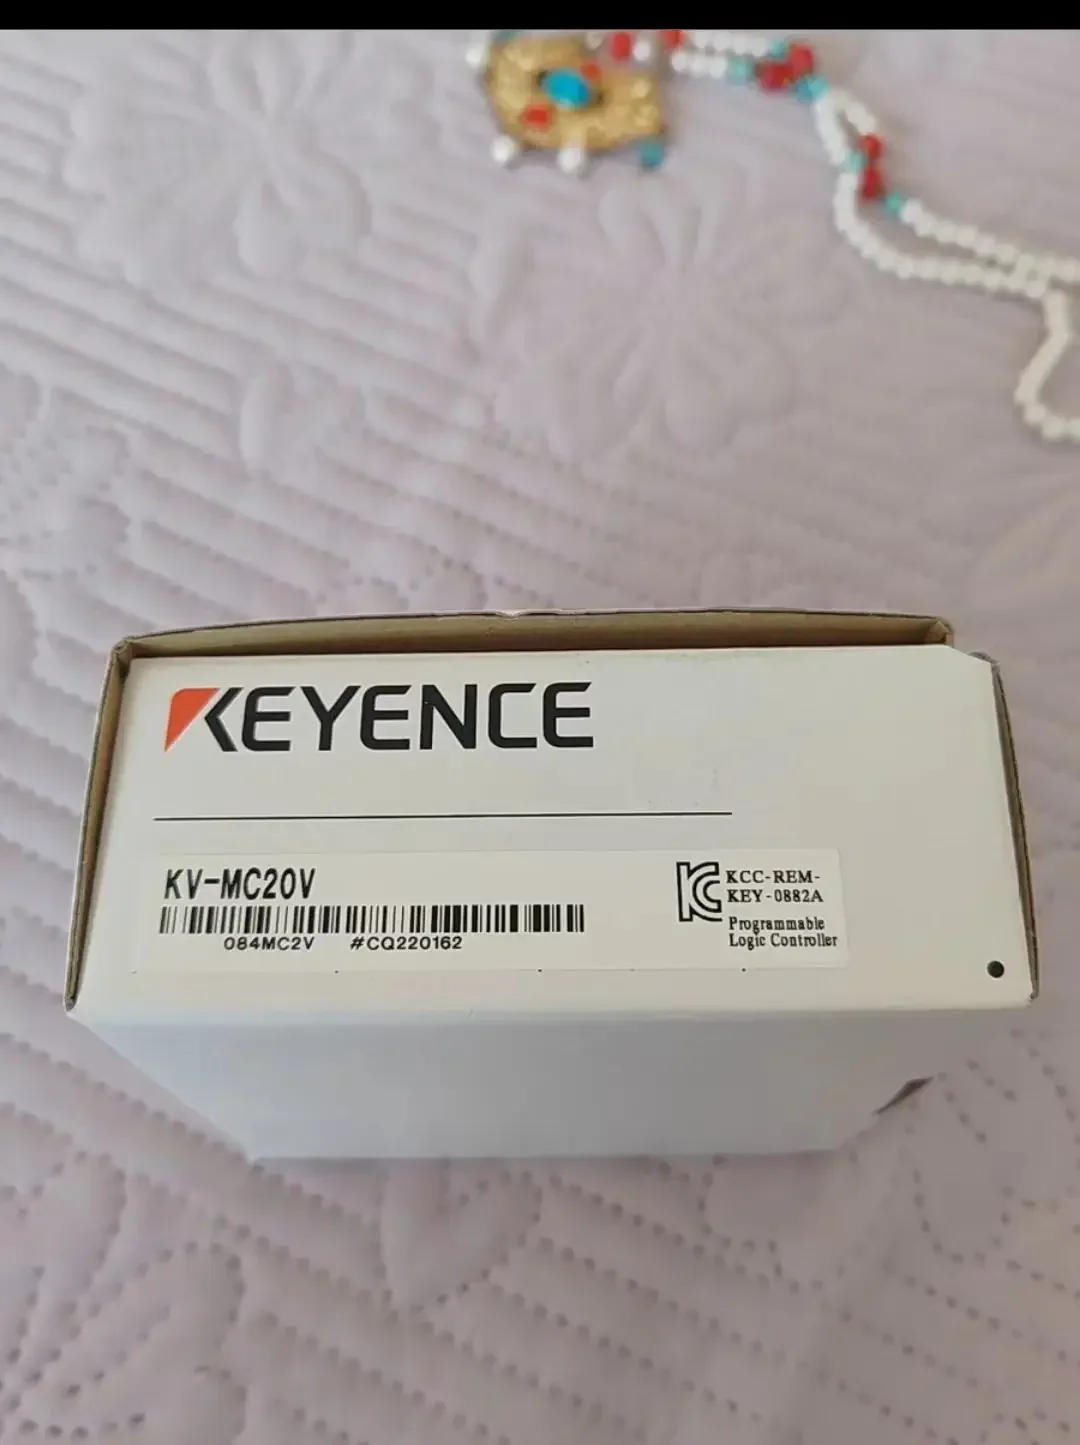 KEYENCE
KV-MC20V
084MC2V #CQ220162
KCC-REM-
KEY-0882A
Programmable
Logic Controller